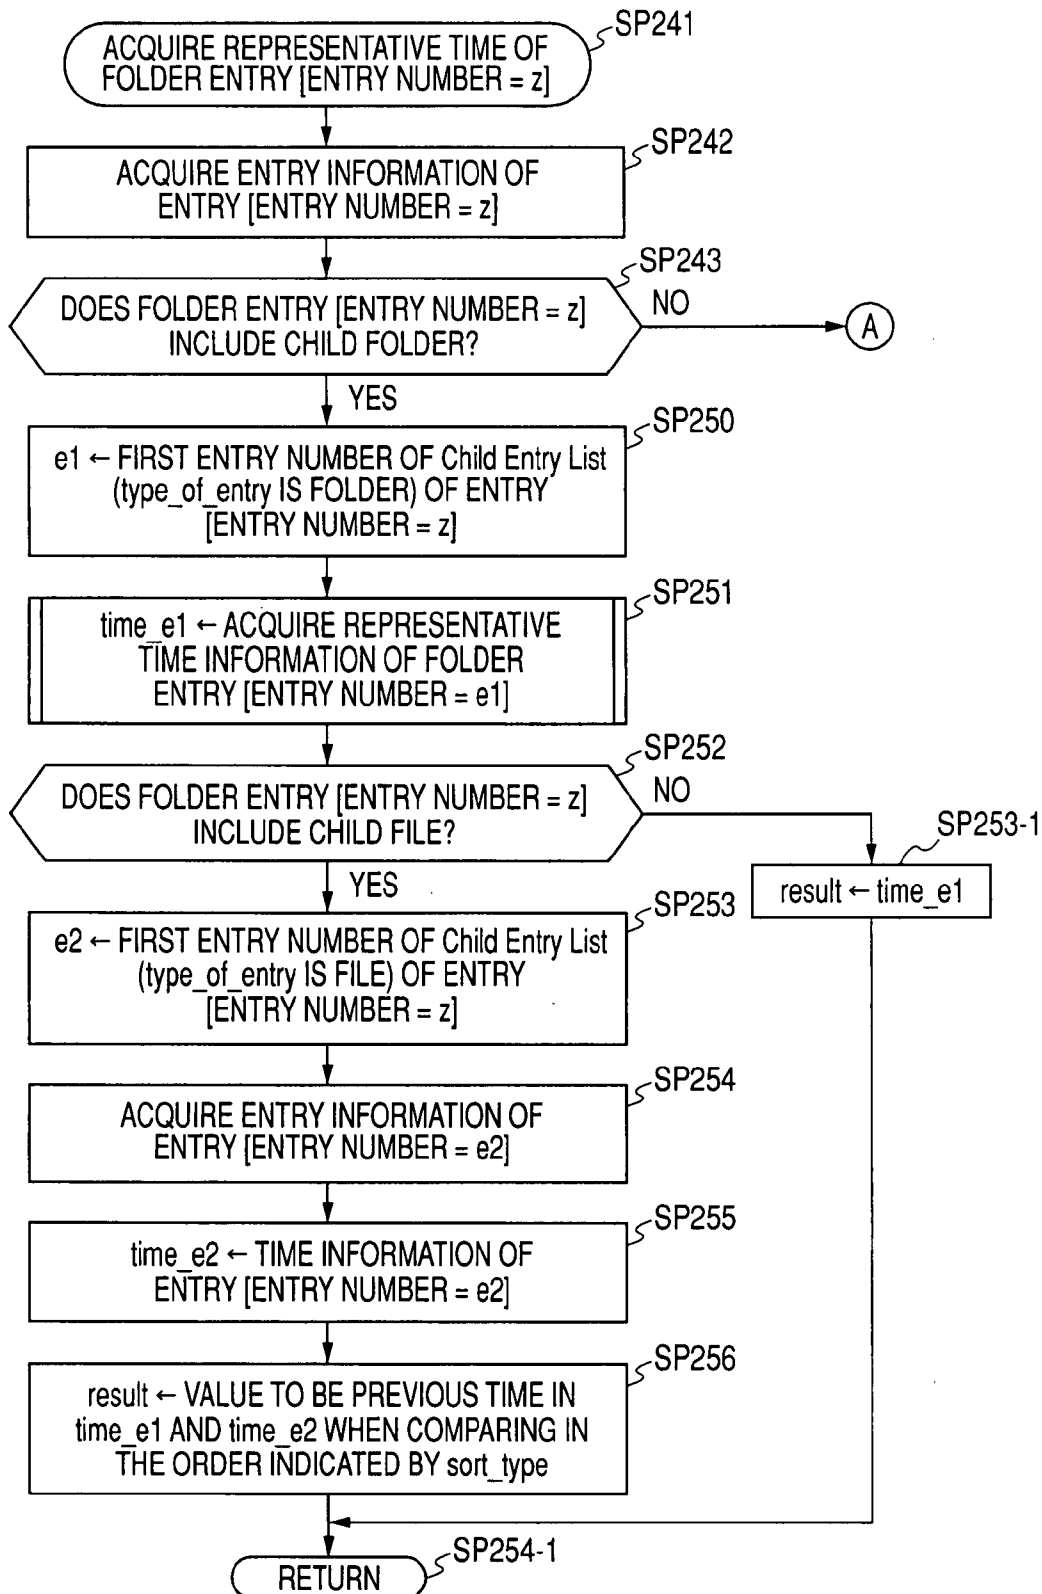 SP241
ACQUIRE REPRESENTATIVE TIME OF
FOLDER ENTRY [ENTRY NUMBER = z]
SP242
ACQUIRE ENTRY INFORMATION OF
ENTRY [ENTRY NUMBER = z]
SP243
DOES FOLDER ENTRY [ENTRY NUMBER = z]
INCLUDE CHILD FOLDER?
NO
A
YES
SP250
e1 ← FIRST ENTRY NUMBER OF Child Entry List
(type_of_entry IS FOLDER) OF ENTRY
[ENTRY NUMBER = z]
SP251
time_e1 ← ACQUIRE REPRESENTATIVE
TIME INFORMATION OF FOLDER
ENTRY [ENTRY NUMBER = e1]
SP252
DOES FOLDER ENTRY [ENTRY NUMBER = z]
INCLUDE CHILD FILE?
NO
SP253-1
result ← time_e1
YES
SP253
e2 ← FIRST ENTRY NUMBER OF Child Entry List
(type_of_entry IS FILE) OF ENTRY
[ENTRY NUMBER = z]
SP254
ACQUIRE ENTRY INFORMATION OF
ENTRY [ENTRY NUMBER = e2]
SP255
time_e2 ← TIME INFORMATION OF
ENTRY [ENTRY NUMBER = e2]
SP256
result ← VALUE TO BE PREVIOUS TIME IN
time_e1 AND time_e2 WHEN COMPARING IN
THE ORDER INDICATED BY sort_type
SP254-1
RETURN